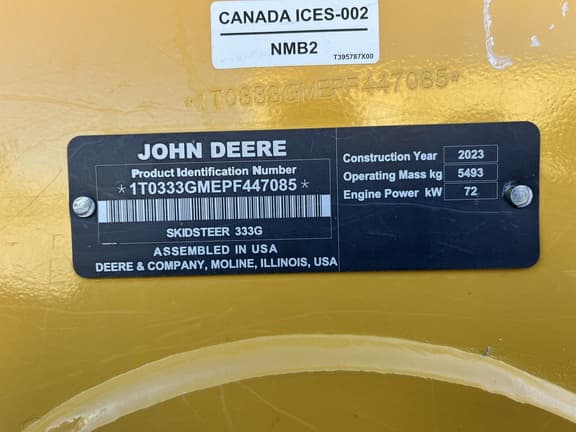 CANADA ICES-002
NMB2
T395787X00
*1T0333GMEPF447085*
JOHN DEERE
Product Identification Number
*1T0333GMEPF447085*
SKIDSTEER 333G
ASSEMBLED IN USA
DEERE & COMPANY, MOLINE, ILLINOIS, USA
Construction Year 2023
Operating Mass kg 5493
Engine Power kW 72